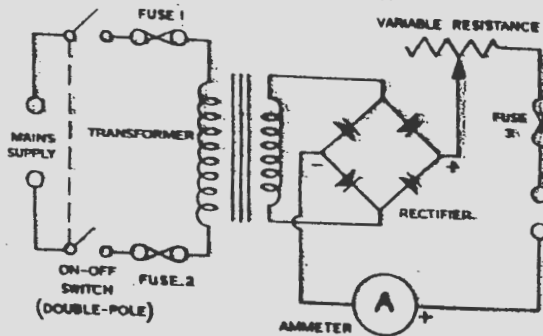 FUSE 1
VARIABLE RESISTANCE
MAINS
SUPPLY
TRANSFORMER
FUSE
3
-
+
RECTIFIER
ON-OFF
SWITCH
(DOUBLE-POLE)
FUSE 2
A
AMMETER
+